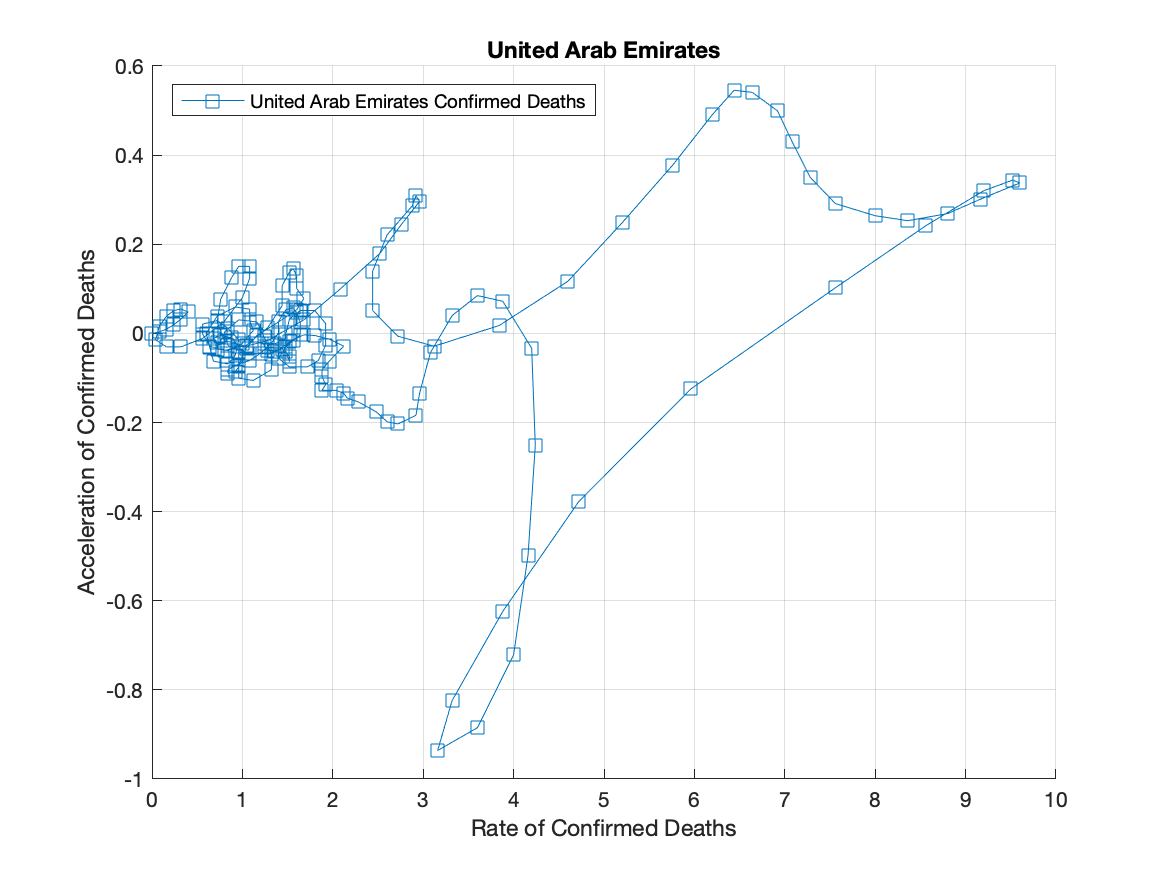 United Arab Emirates
United Arab Emirates Confirmed Deaths
Acceleration of Confirmed Deaths
0.6
0.4
0.2
0
-0.2
-0.4
-0.6
-0.8
-1
0 1 2 3 4 5 6 7 8 9 10
Rate of Confirmed Deaths